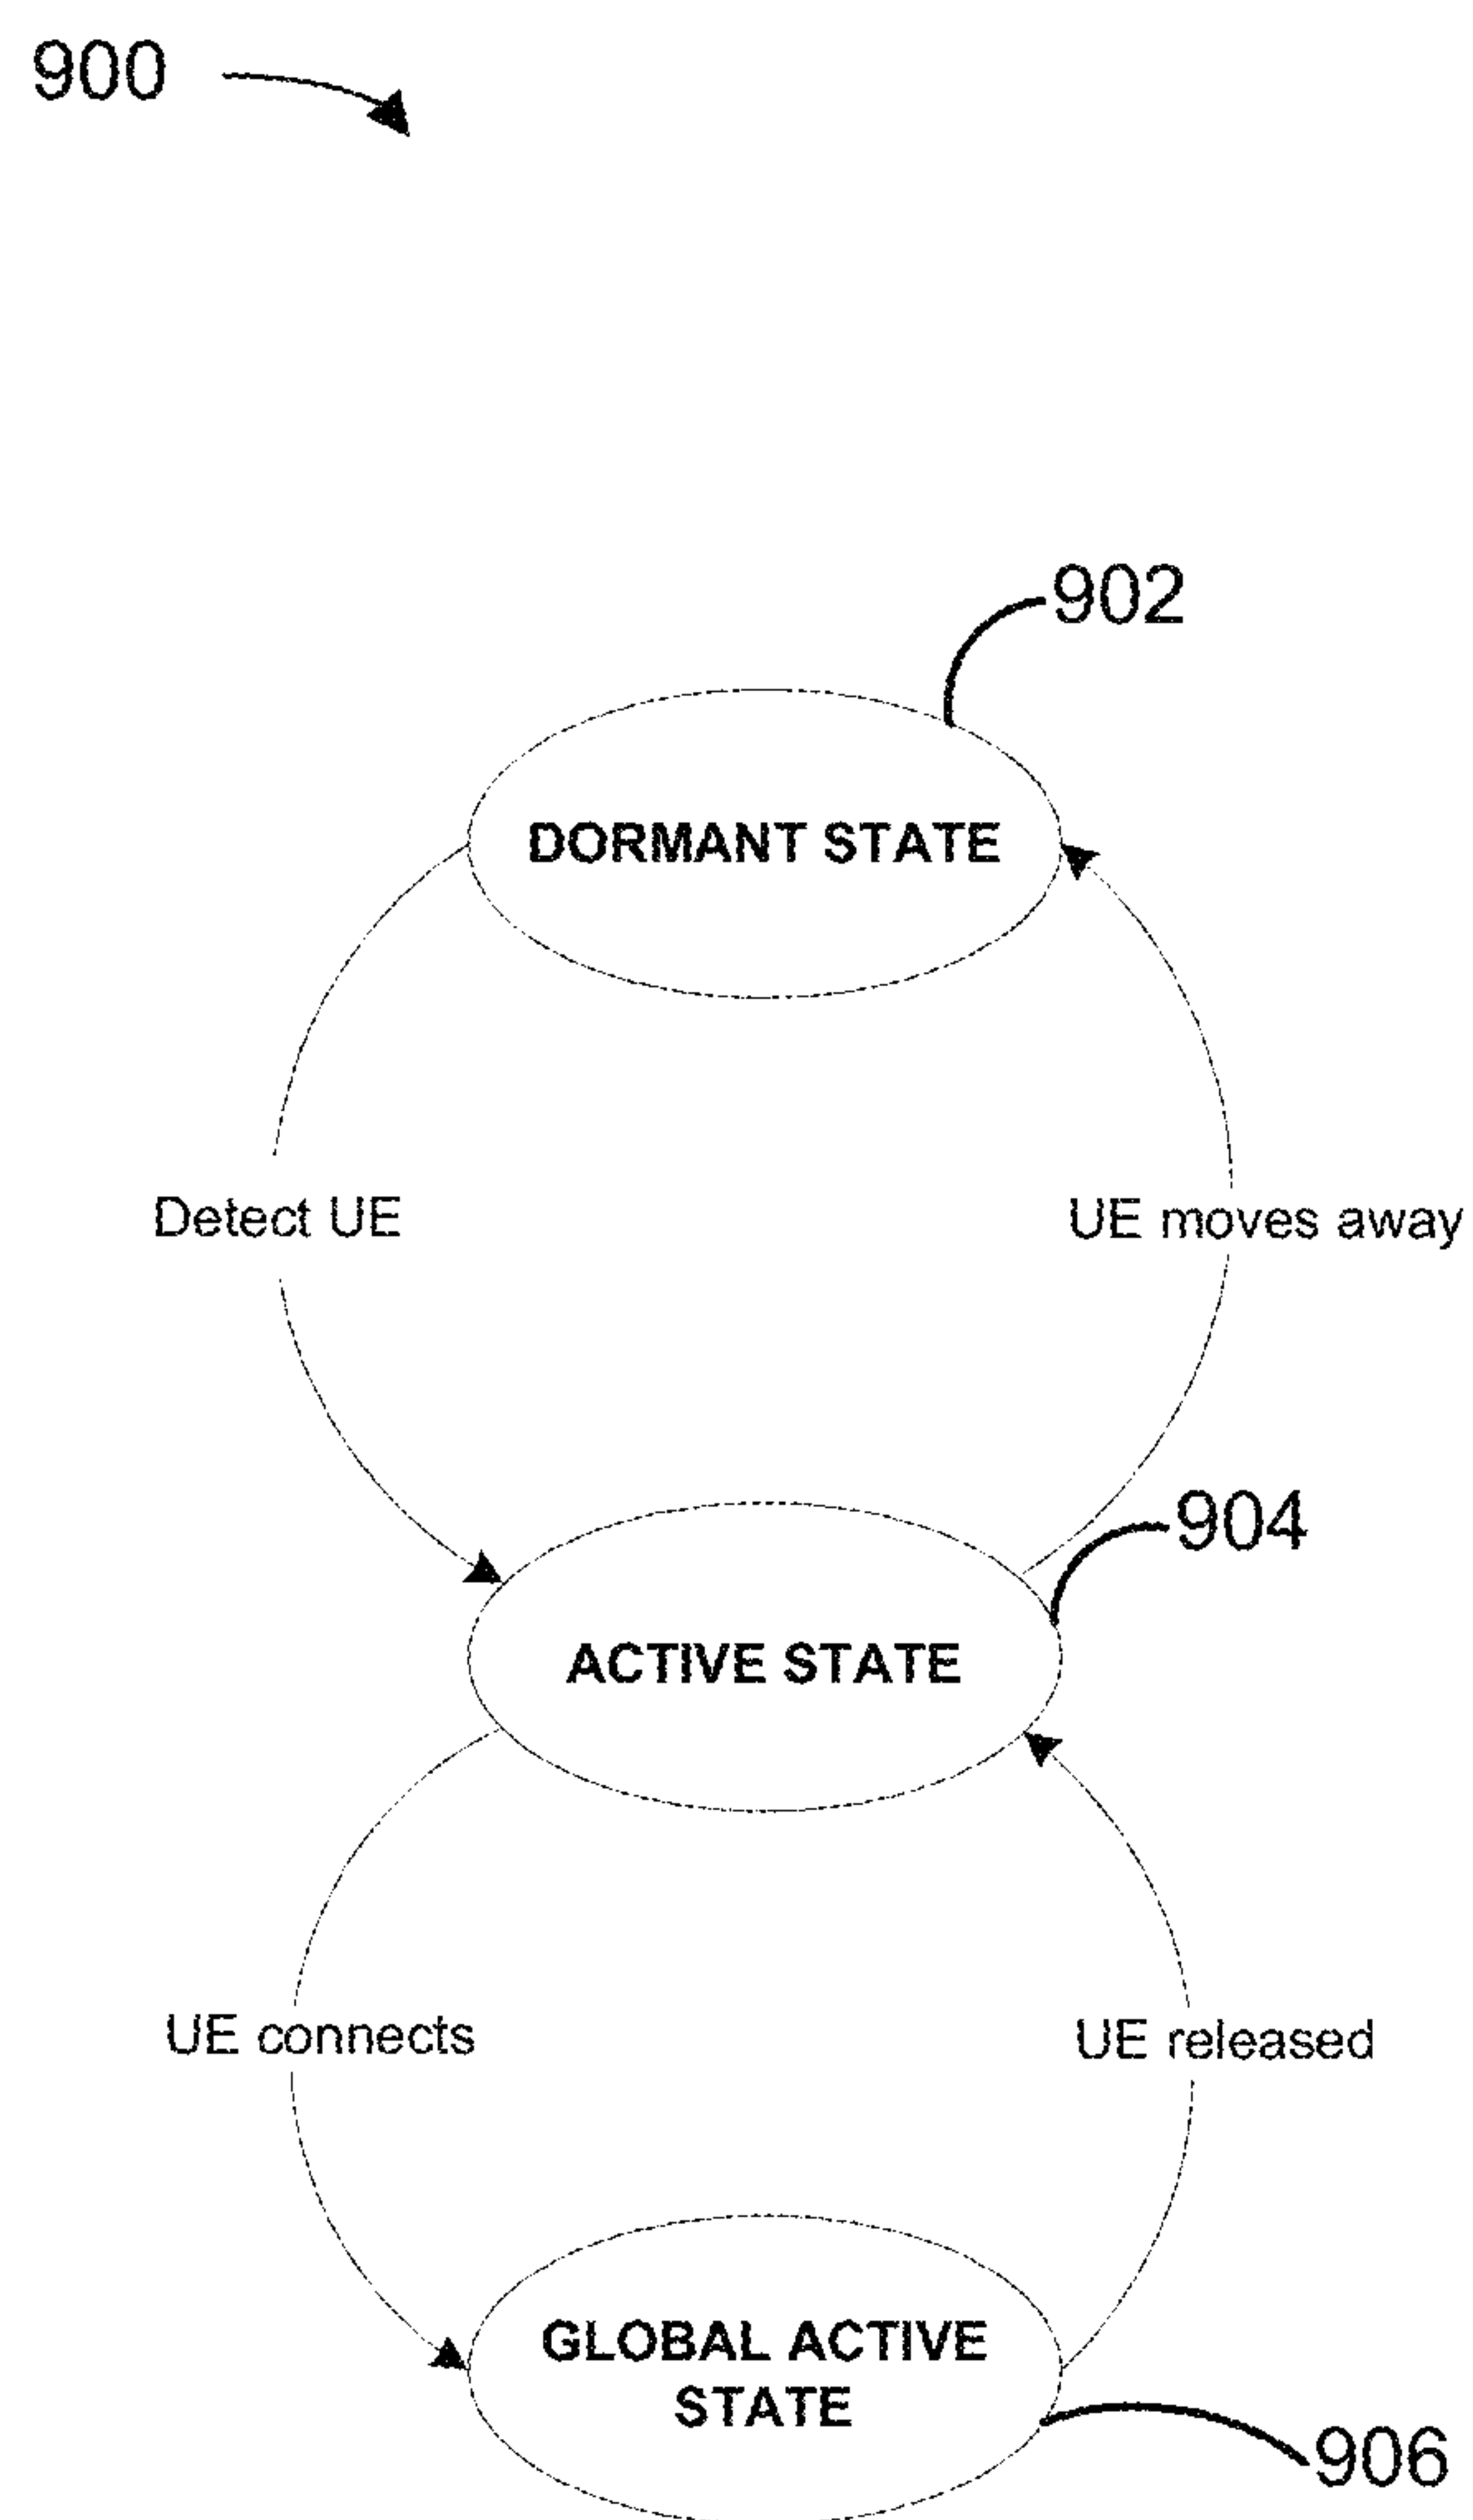 900
902
DORMANT STATE
Detect UE
UE moves away
904
ACTIVE STATE
UE connects
UE released
GLOBAL ACTIVE
STATE
906